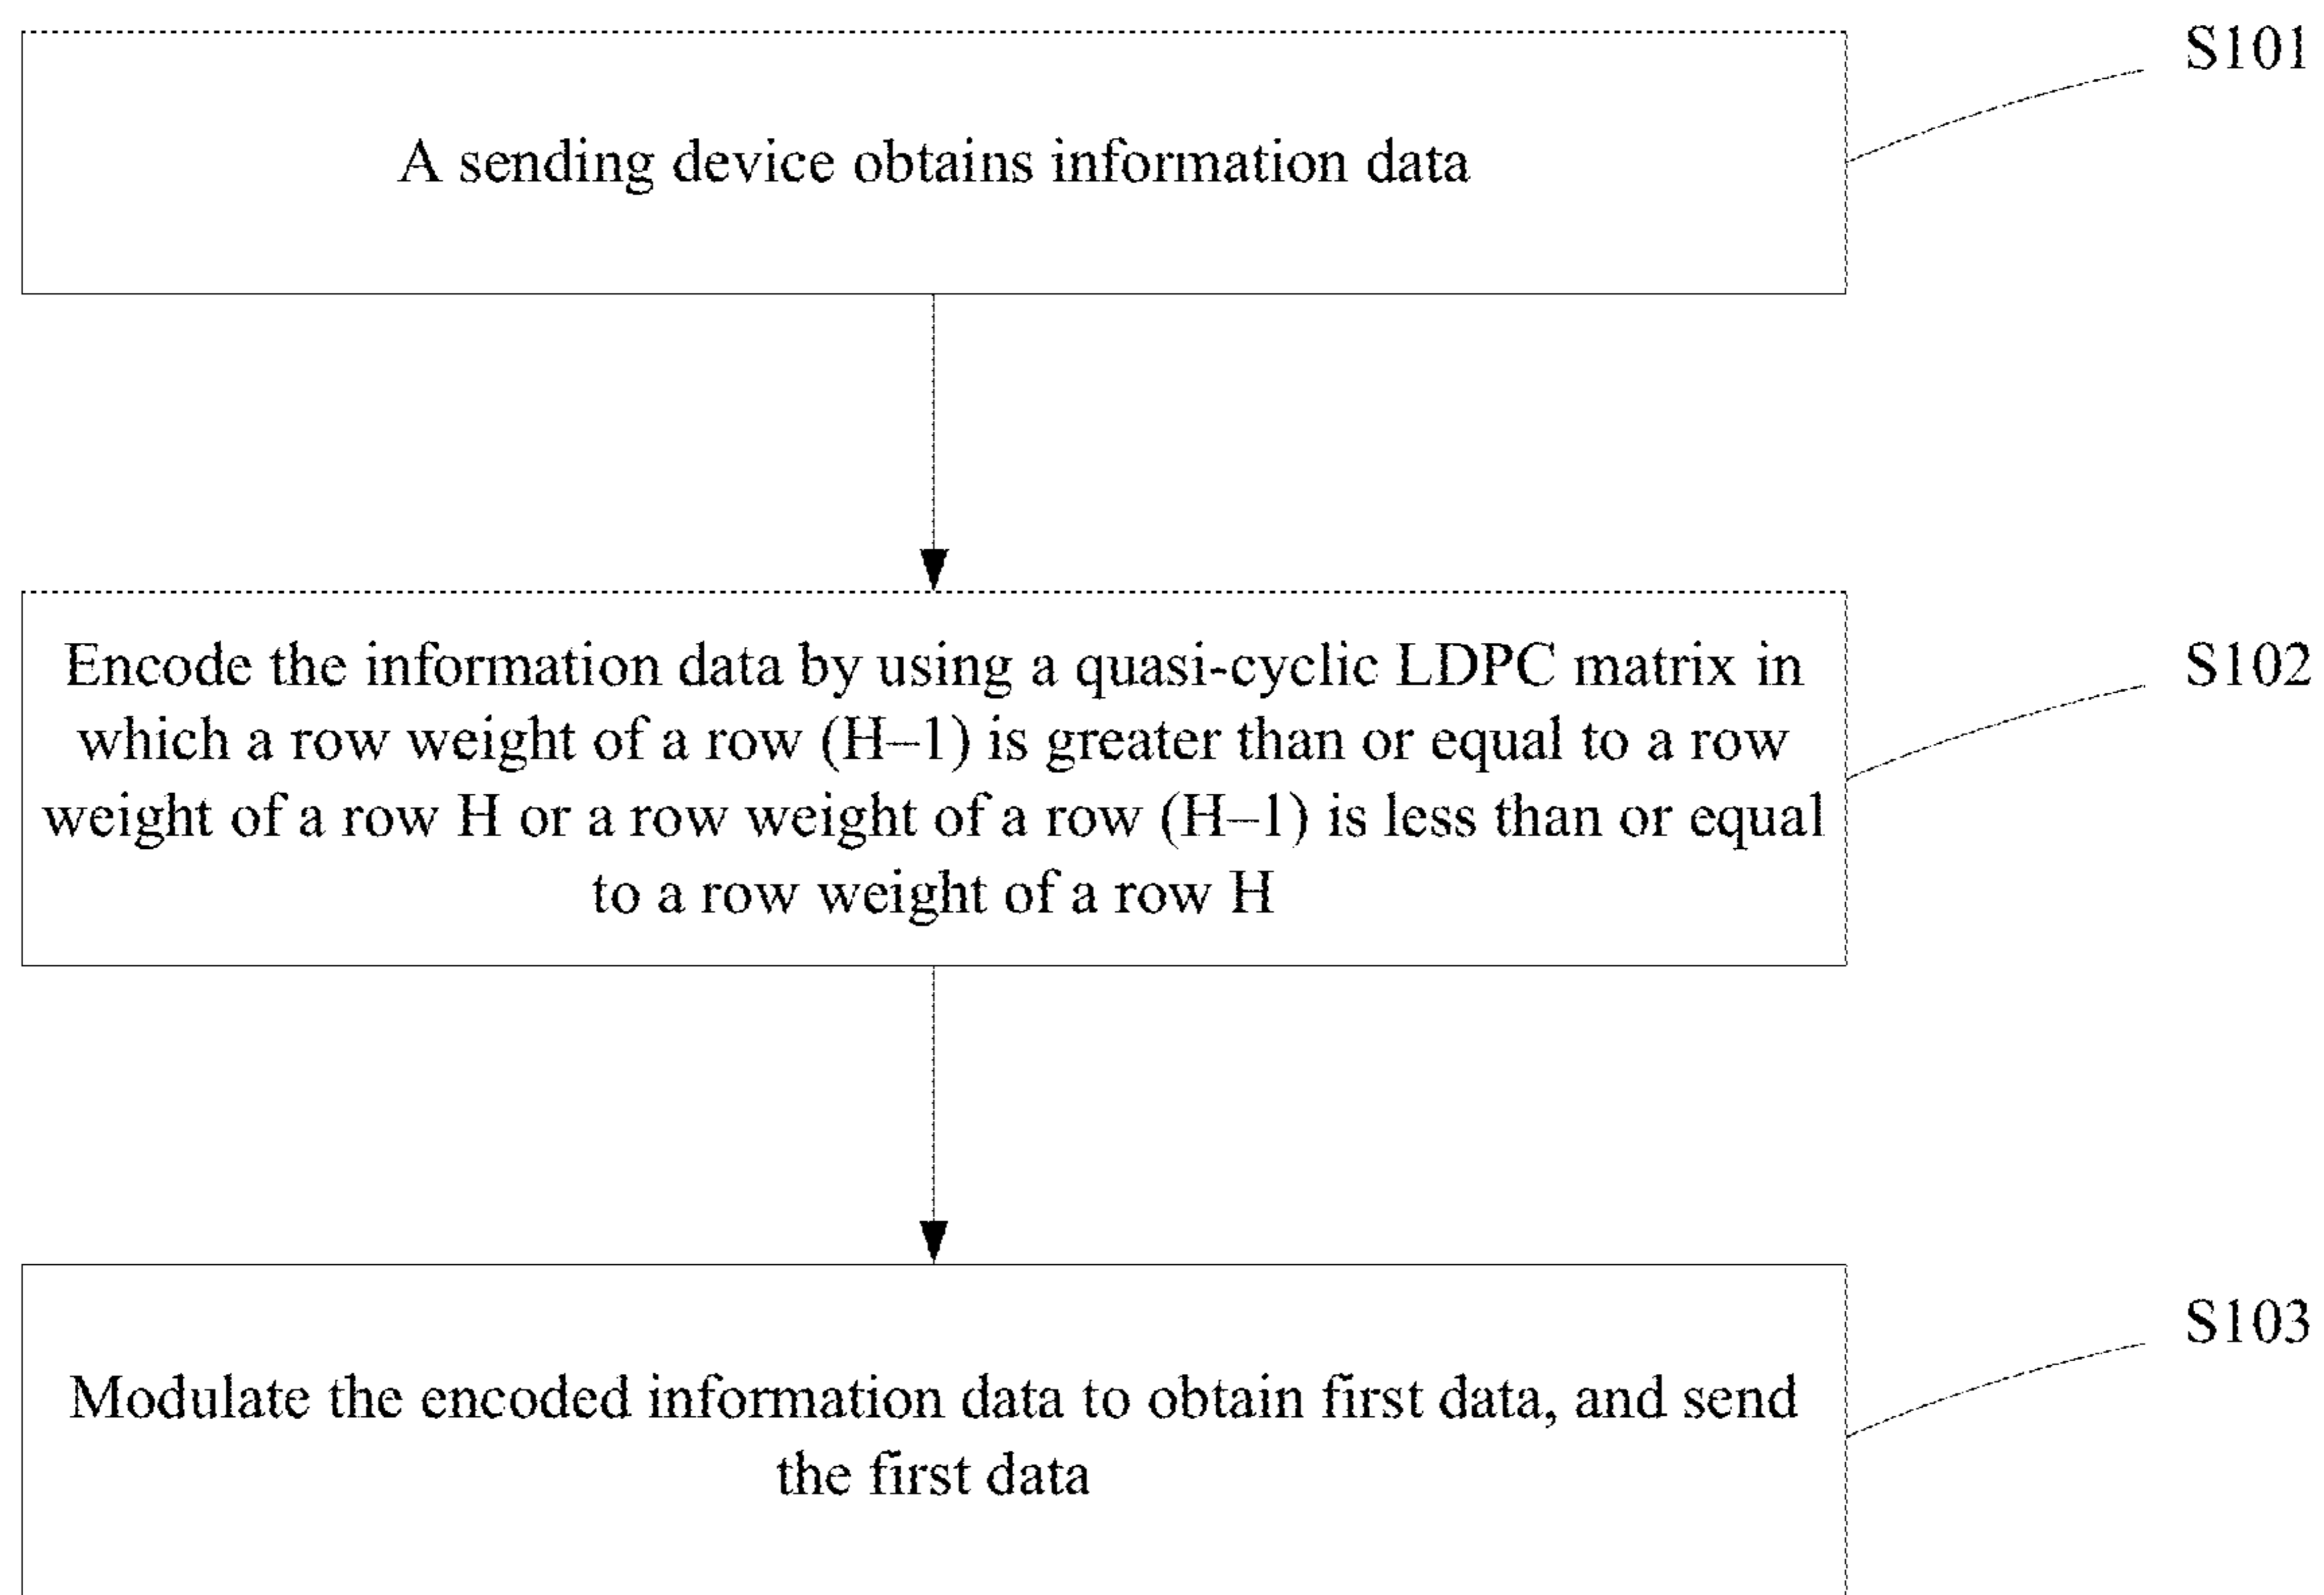 S101
A sending device obtains information data
Encode the information data by using a quasi-cyclic LDPC matrix in
S102
which a row weight of a row (H–1) is greater than or equal to a row
weight of a row H or a row weight of a row (H–1) is less than or equal
to a row weight of a row H
S103
Modulate the encoded information data to obtain first data, and send
the first data